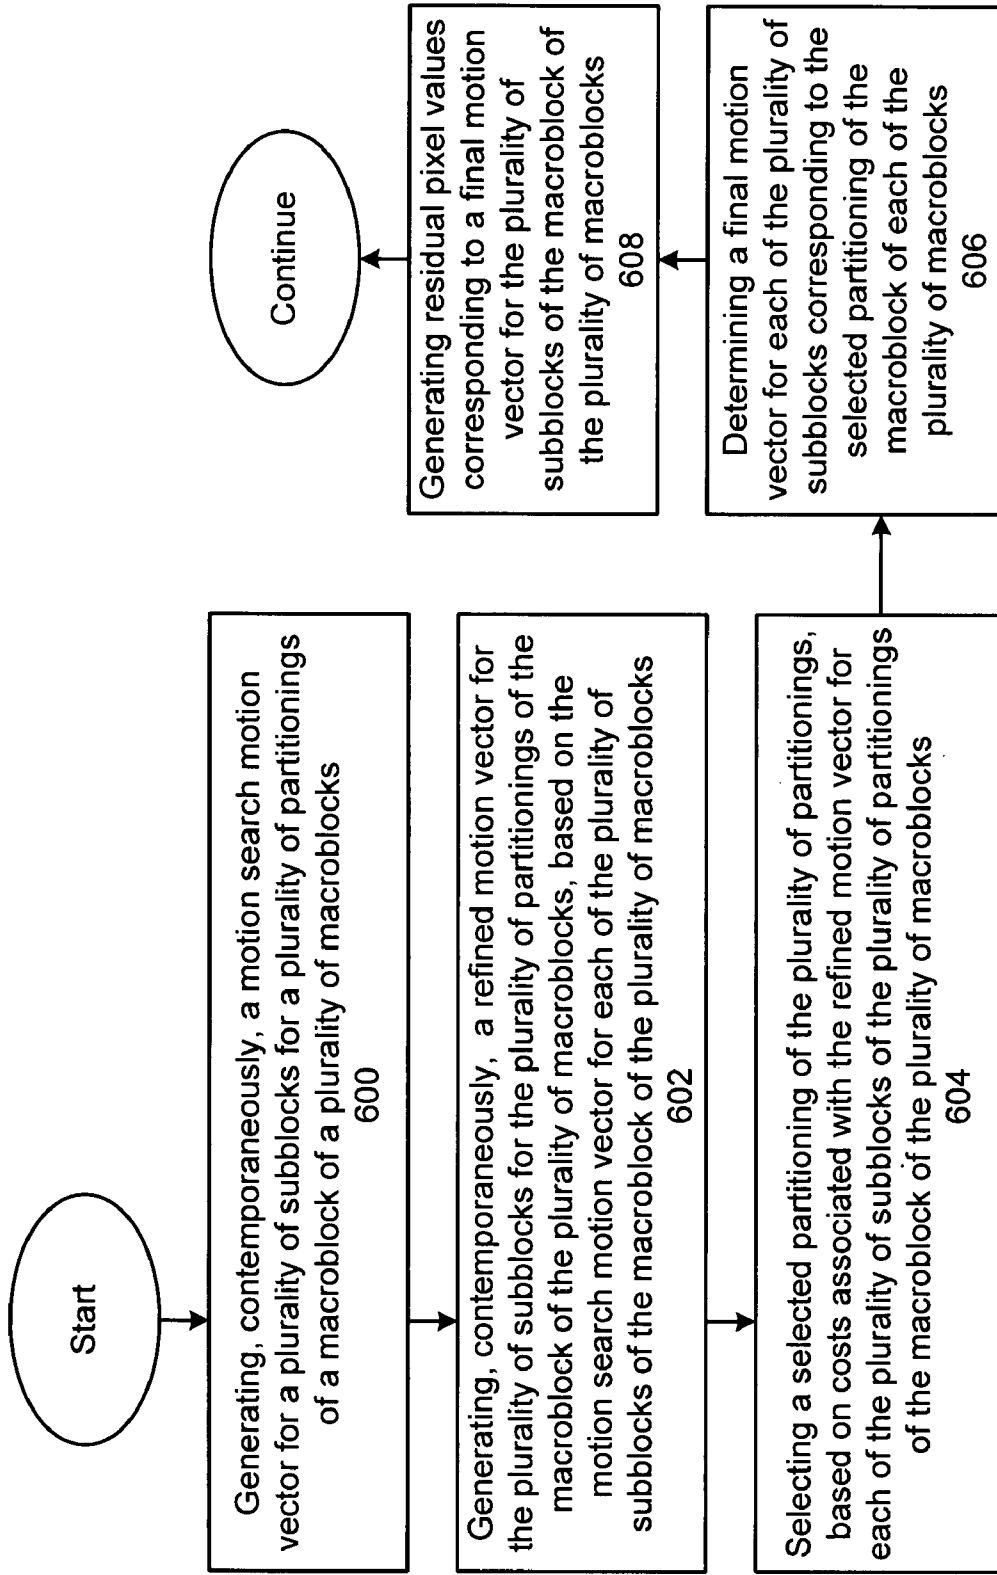 Start
Generating, contemporaneously, a motion search motion
vector for a plurality of subblocks for a plurality of partitionings
of a macroblock of a plurality of macroblocks
600
Generating, contemporaneously, a refined motion vector for
the plurality of subblocks for the plurality of partitionings of the
macroblock of the plurality of macroblocks, based on the
motion search motion vector for each of the plurality of
subblocks of the macroblock of the plurality of macroblocks
602
Selecting a selected partitioning of the plurality of partitionings,
based on costs associated with the refined motion vector for
each of the plurality of subblocks of the plurality of partitionings
of the macroblock of the plurality of macroblocks
604
Determining a final motion
vector for each of the plurality of
subblocks corresponding to the
selected partitioning of the
macroblock of each of the
plurality of macroblocks
606
Generating residual pixel values
corresponding to a final motion
vector for the plurality of
subblocks of the macroblock of
the plurality of macroblocks
608
Continue